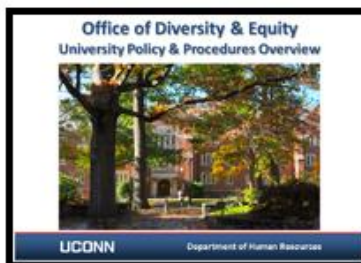 Office of Diversity & Equity
University Policy & Procedures Overview
UCONN
Department of Human Resources